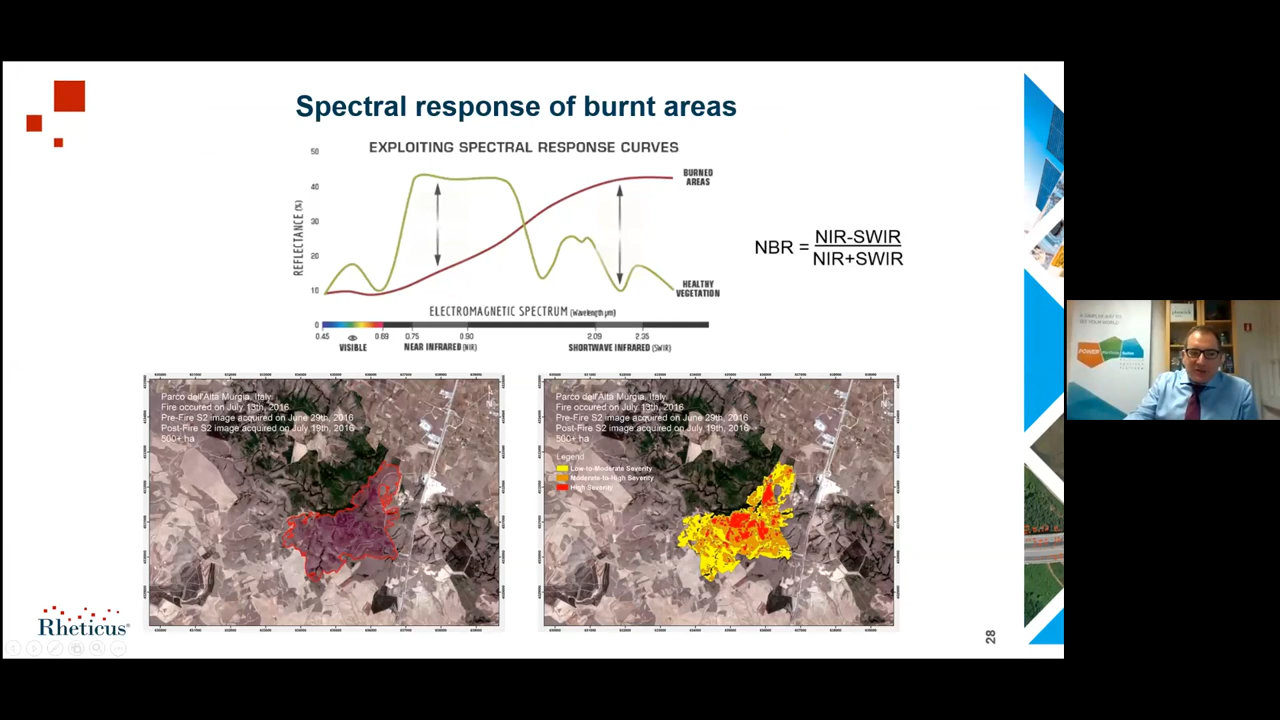 Spectral response of burnt areas
EXPLOITING SPECTRAL RESPONSE CURVES
50
40
30
20
10
0
REFLECTANCE (%)
BURNED
AREAS
HEALTHY
VEGETATION
ELECTROMAGNETIC SPECTRUM (Wavelength µm)
0.45
0.69
0.75
0.90
2.09
2.35
VISIBLE
NEAR INFRARED (NIR)
SHORTWAVE INFRARED (SWIR)
NBR = NIR-SWIR
NIR+SWIR
Parco dell'Alta Murgia, Italy.
Fire occured on July 13th, 2016
Pre-Fire S2 image acquired on June 29th, 2016
Post-Fire S2 image acquired on July 19th, 2016
500+ ha
N
Parco dell'Alta Murgia, Italy.
Fire occured on July 13th, 2016
Pre-Fire S2 image acquired on June 29th, 2016
Post-Fire S2 image acquired on July 19th, 2016
500+ ha
Legend
Low-to-Moderate Severity
Moderate-to-High Severity
High Severity
N
Rheticus®
28
POWER